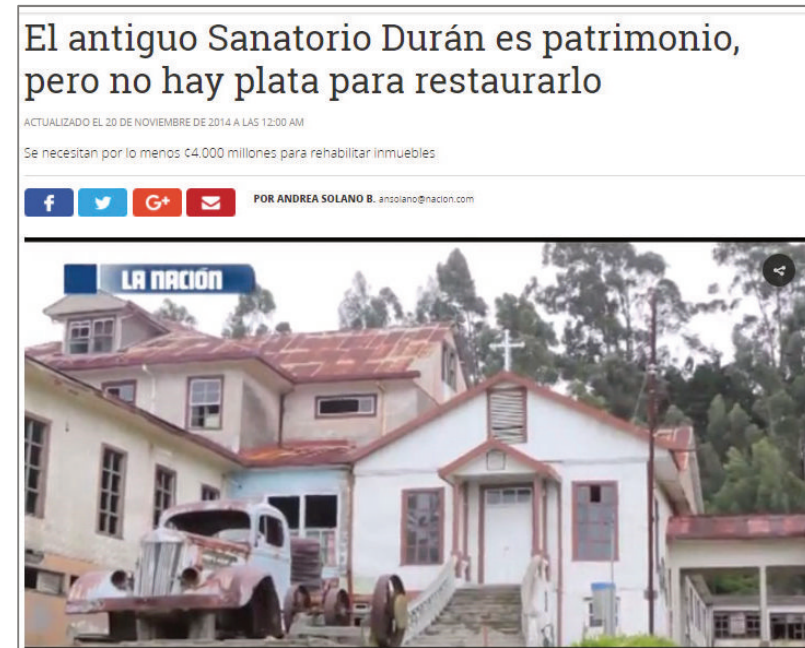 El antiguo Sanatorio Durán es patrimonio,
pero no hay plata para restaurarlo
ACTUALIZADO EL 20 DE NOVIEMBRE DE 2014 A LAS 12:00 AM
Se necesitan por lo menos ¢4.000 millones para rehabilitar inmuebles
f G+ POR ANDREA SOLANO B. ansolano@nacion.com
LA NACIÓN